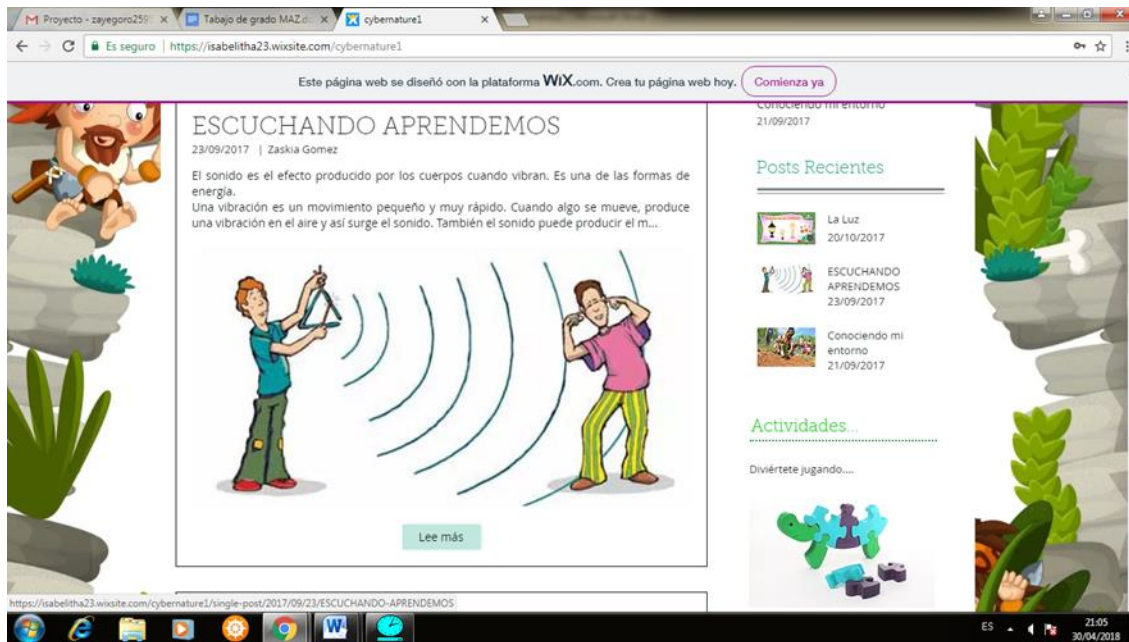 Proyecto - zayegoro259
Tabajo de grado MAZ.d
cybernature1
Es seguro | https://isabelitha23.wixsite.com/cybernature1
Este página web se diseñó con la plataforma WiX.com. Crea tu página web hoy. Comienza ya
ESCUCHANDO APRENDEMOS
23/09/2017 | Zaskia Gomez
El sonido es el efecto producido por los cuerpos cuando vibran. Es una de las formas de
energía.
Una vibración es un movimiento pequeño y muy rápido. Cuando algo se mueve, produce
una vibración en el aire y así surge el sonido. También el sonido puede producir el m...
Lee más
Conociendo mi entorno
21/09/2017
Posts Recientes
La Luz
20/10/2017
ESCUCHANDO
APRENDEMOS
23/09/2017
Conociendo mi
entorno
21/09/2017
Actividades...
Diviértete jugando....
https://isabelitha23.wixsite.com/cybernature1/single-post/2017/09/23/ESCUCHANDO-APRENDEMOS
ES
21:05
30/04/2018